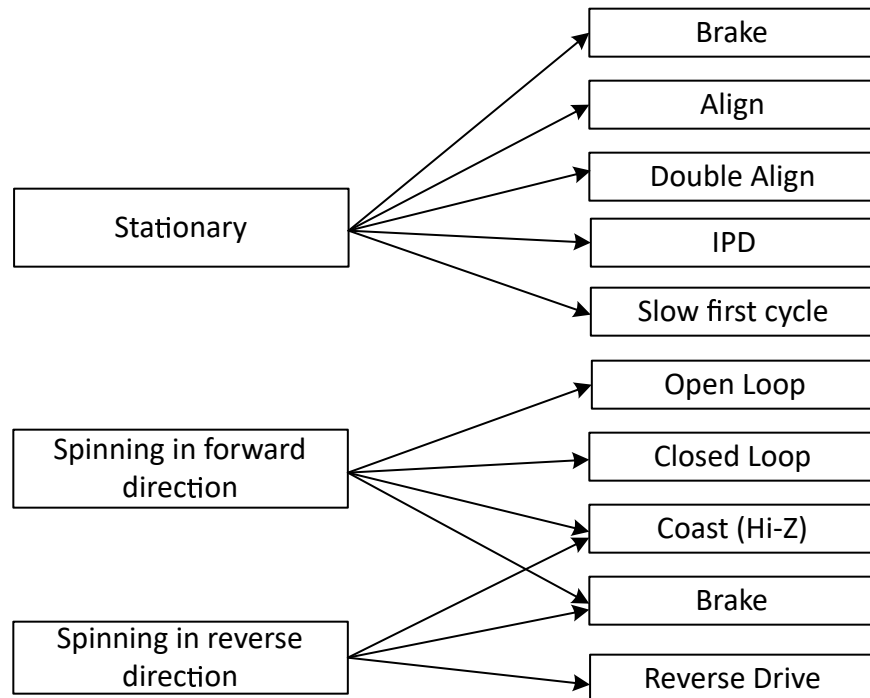 Brake
Align
Double Align
Stationary
IPD
Slow first cycle
Open Loop
Spinning in forward
direction
Closed Loop
Coast (Hi-Z)
Brake
Spinning in reverse
direction
Reverse Drive